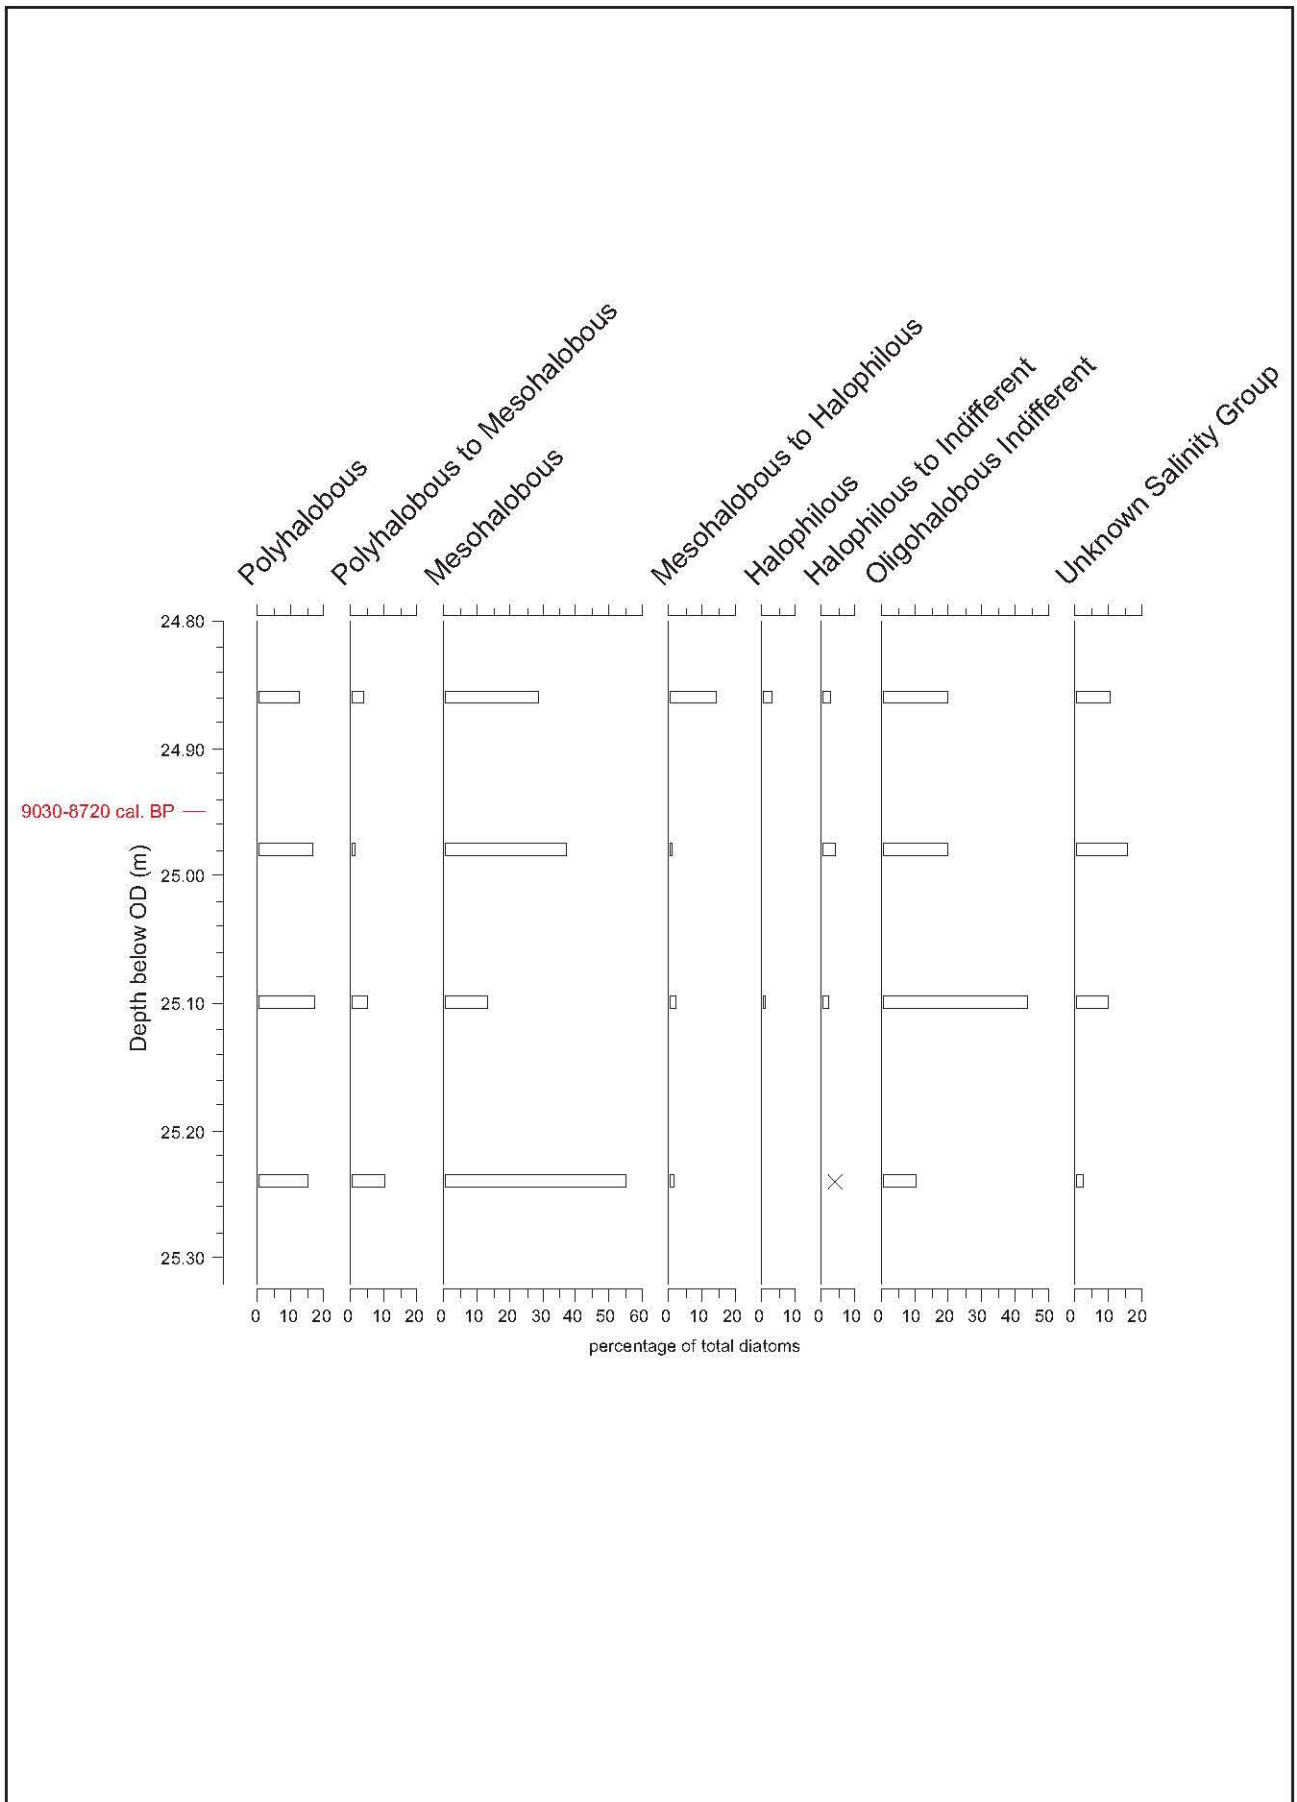 Polyhalobous
Polyhalobous to Mesohalobous
Mesohalobous
Mesohalobous to Halophilous
Halophilous
Halophilous to Indifferent
Oligohalobous Indifferent
Unknown Salinity Group
24.80
24.90
9030-8720 cal. BP
25.00
25.10
25.20
25.30
Depth below OD (m)
0 10 20 0 10 20 0 10 20 30 40 50 60 0 10 20 0 10 0 10 0 10 20 30 40 50 0 10 20
percentage of total diatoms